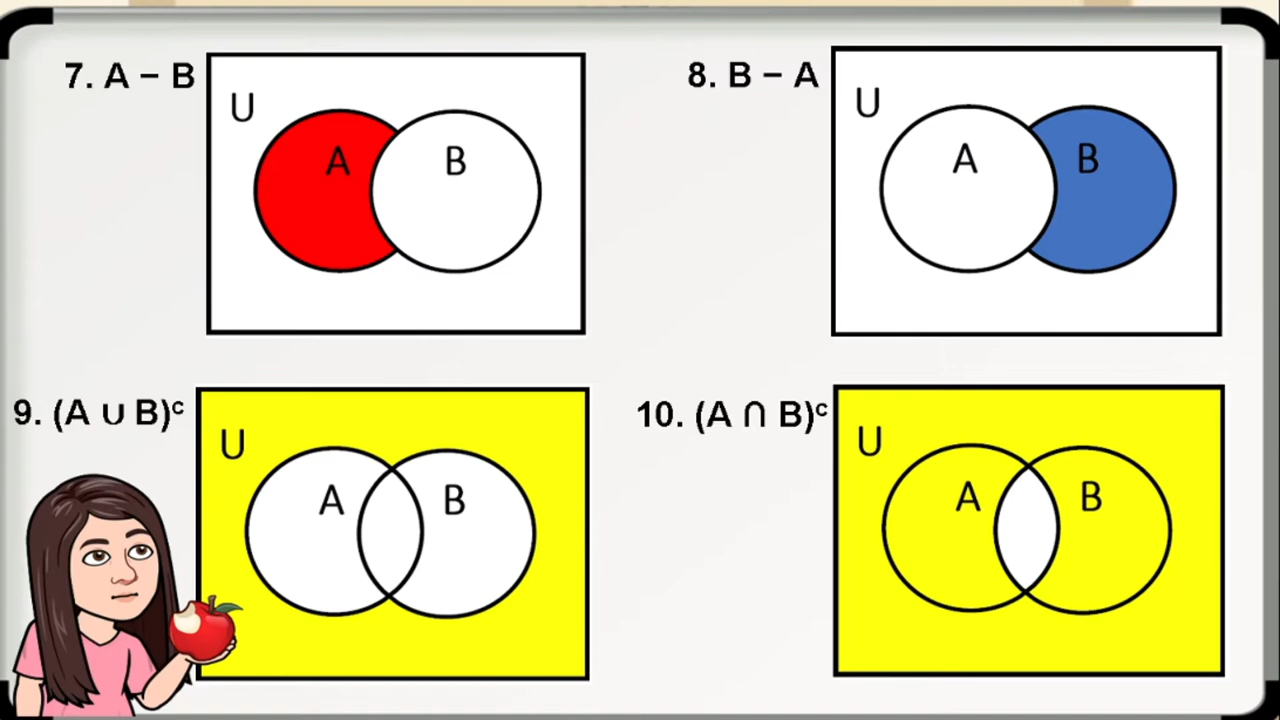 7. A – B
U
A
B
8. B – A
U
A
B
9. (A ∪ B)ᶜ
U
A
B
10. (A ∩ B)ᶜ
U
A
B